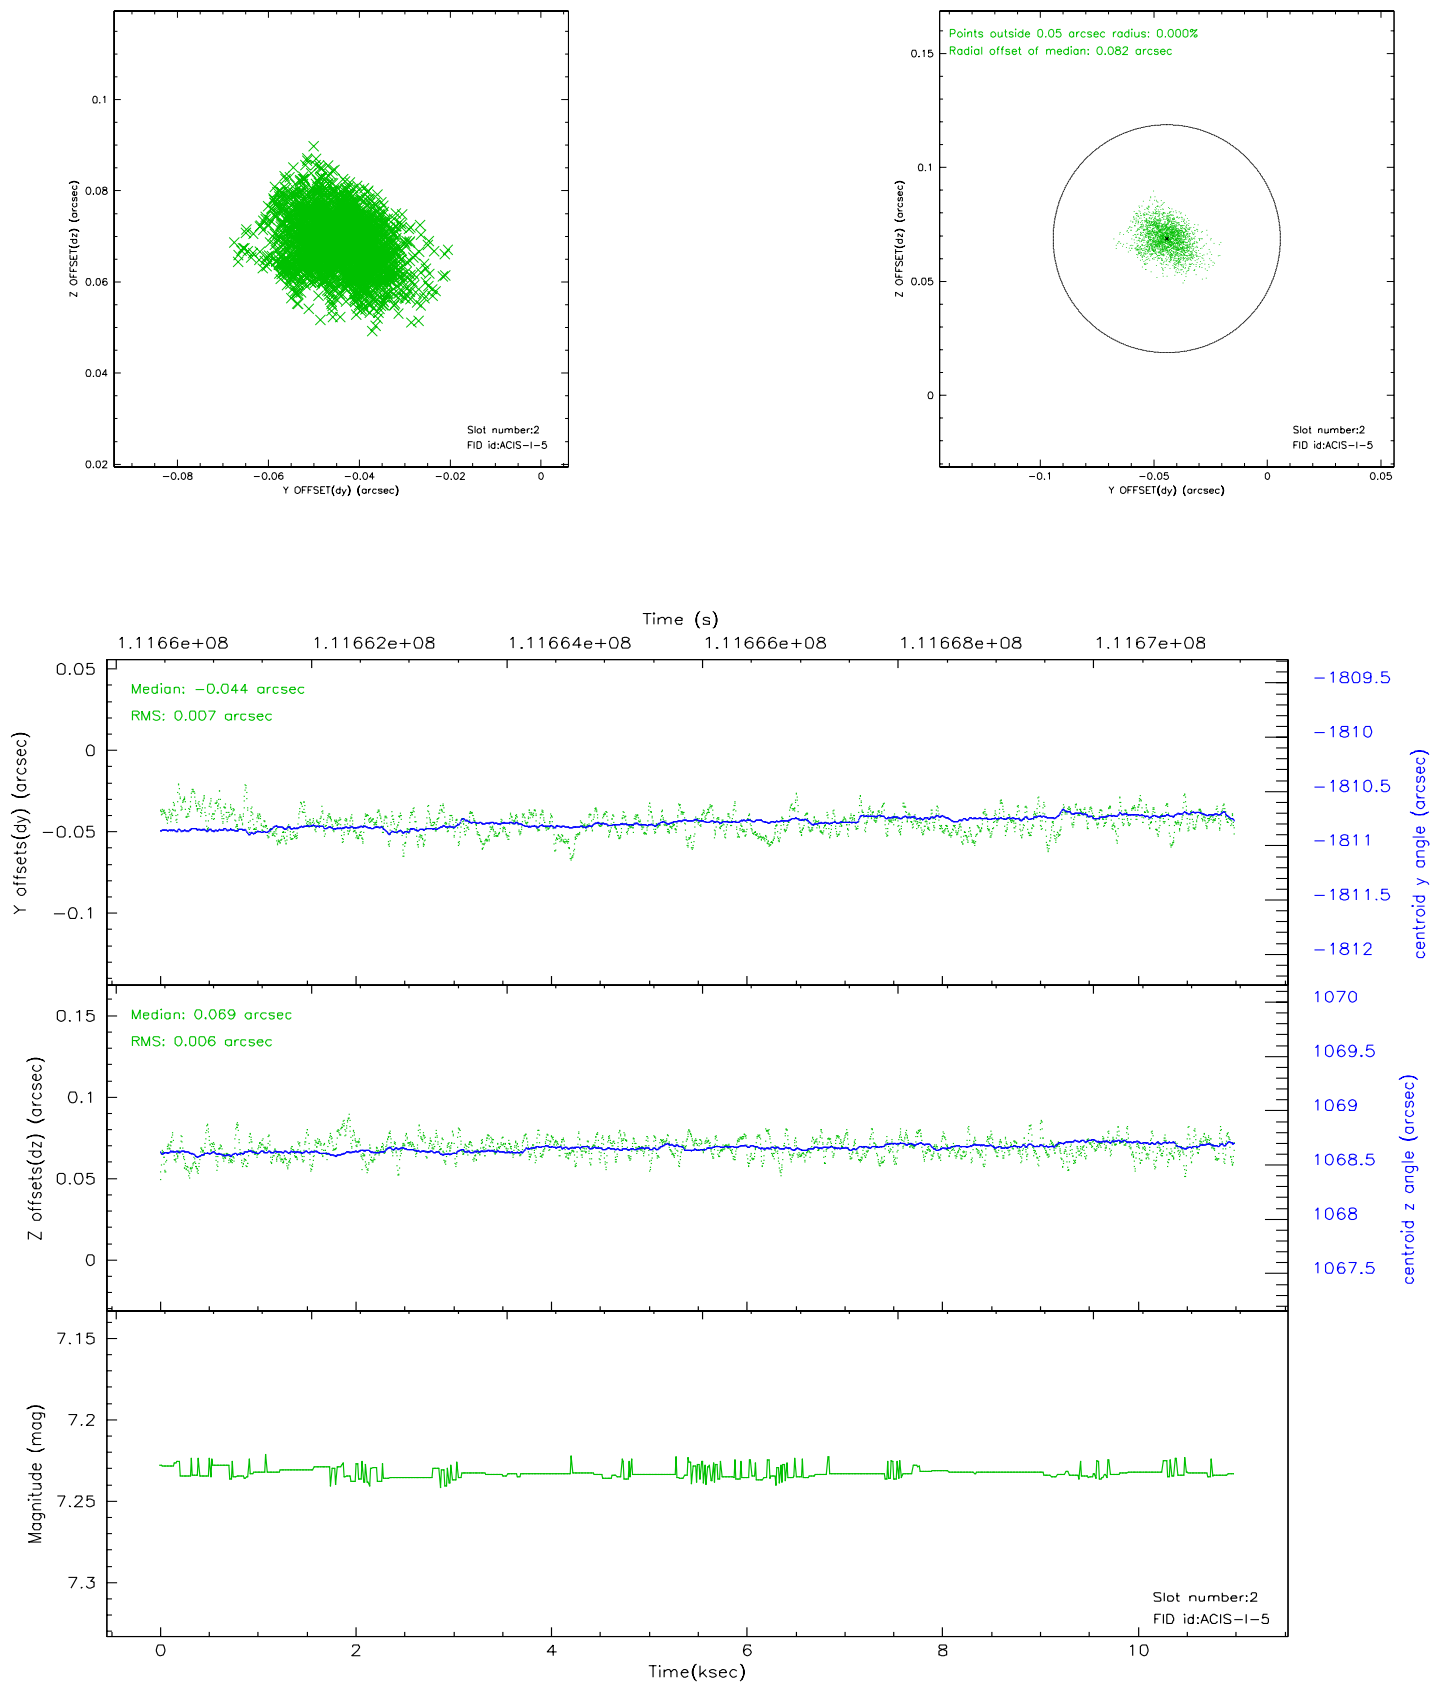 0.1
0.08
0.06
0.04
0.02
Z OFFSET(dz) (arcsec)
Slot number:2
FID id:ACIS-I-5
-0.08 -0.06 -0.04 -0.02 0
Y OFFSET(dy) (arcsec)
Points outside 0.05 arcsec radius: 0.000%
Radial offset of median: 0.082 arcsec
0.15
0.1
0.05
0
Z OFFSET(dz) (arcsec)
Slot number:2
FID id:ACIS-I-5
-0.1 -0.05 0 0.05
Y OFFSET(dy) (arcsec)
Time (s)
1.1166e+08 1.11662e+08 1.11664e+08 1.11666e+08 1.11668e+08 1.1167e+08
0.05
0
-0.05
-0.1
Y offsets(dy) (arcsec)
Median: -0.044 arcsec
RMS: 0.007 arcsec
-1809.5
-1810
-1810.5
-1811
-1811.5
-1812
centroid y angle (arcsec)
0.15
0.1
0.05
0
Z offsets(dz) (arcsec)
Median: 0.069 arcsec
RMS: 0.006 arcsec
1070
1069.5
1069
1068.5
1068
1067.5
centroid z angle (arcsec)
7.15
7.2
7.25
7.3
Magnitude (mag)
Slot number:2
FID id:ACIS-I-5
0 2 4 6 8 10
Time(ksec)